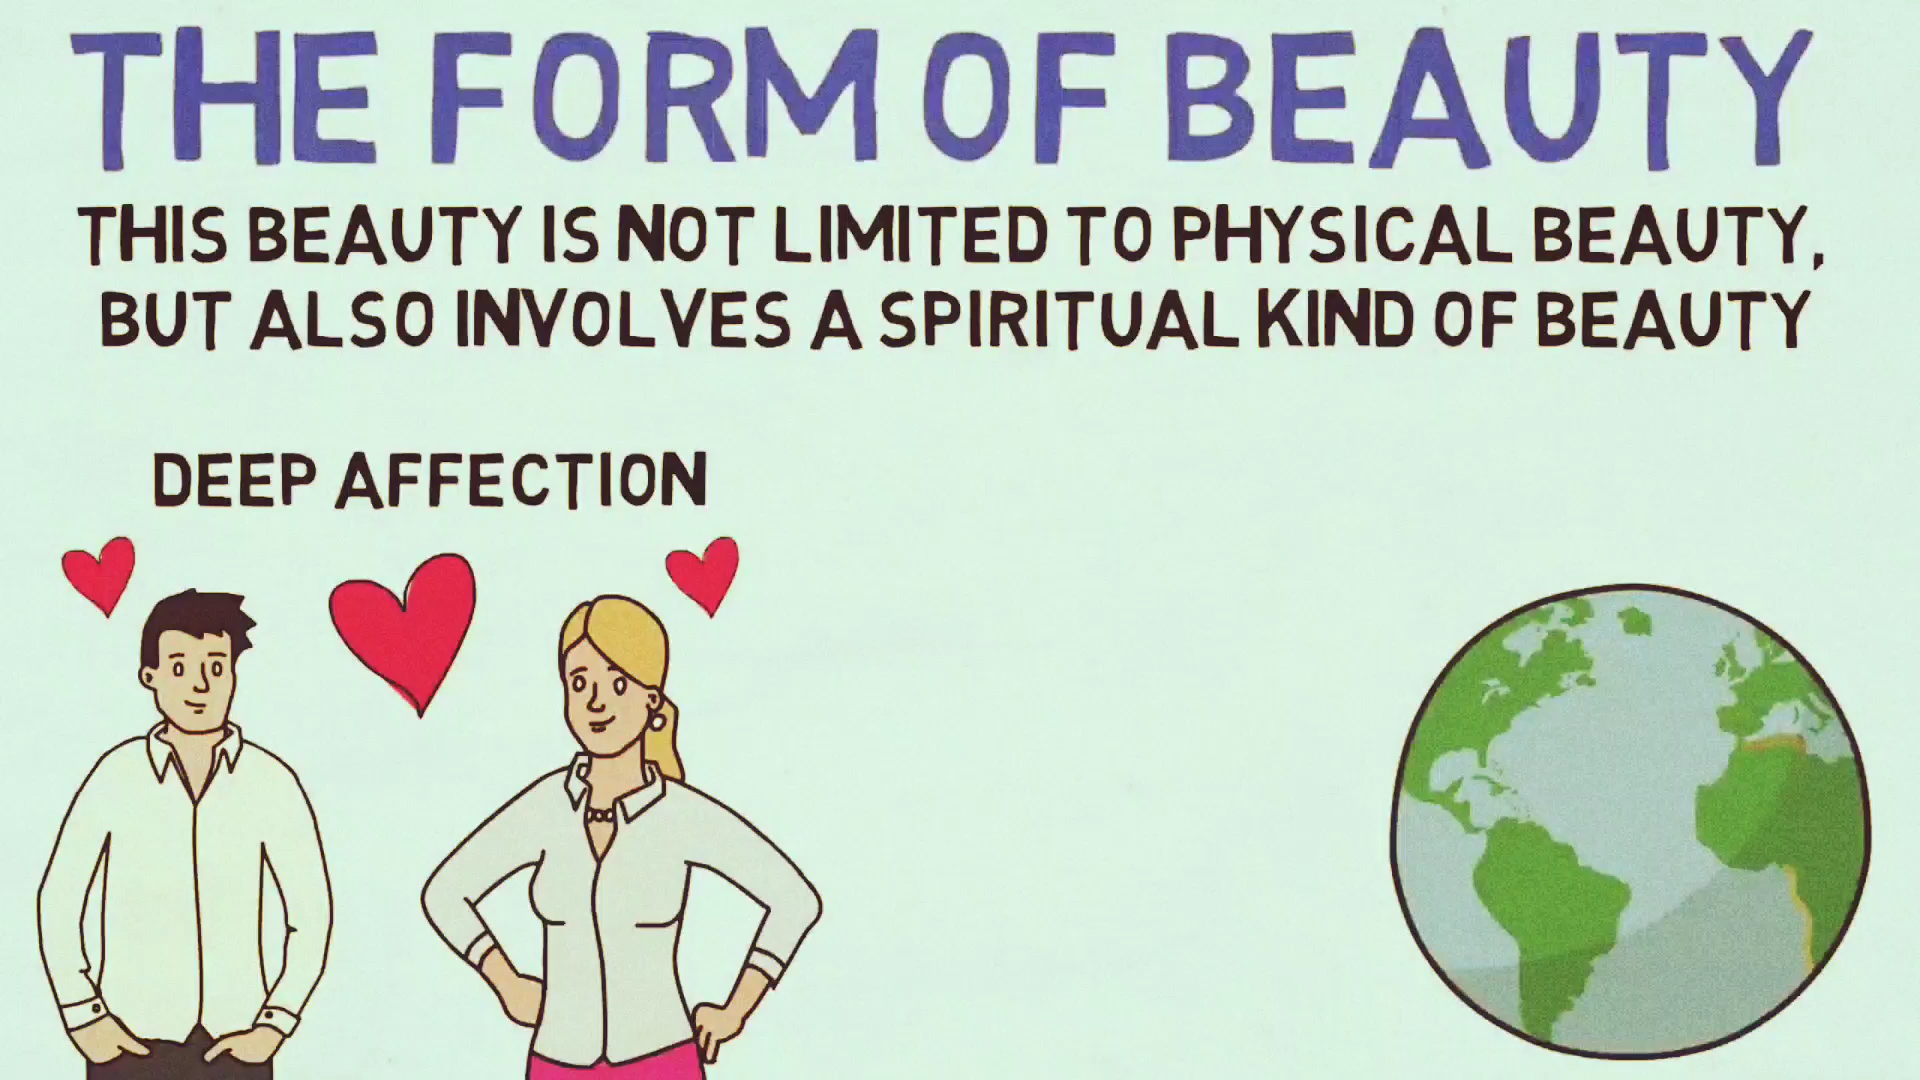 THE FORM OF BEAUTY
THIS BEAUTY IS NOT LIMITED TO PHYSICAL BEAUTY,
BUT ALSO INVOLVES A SPIRITUAL KIND OF BEAUTY
DEEP AFFECTION